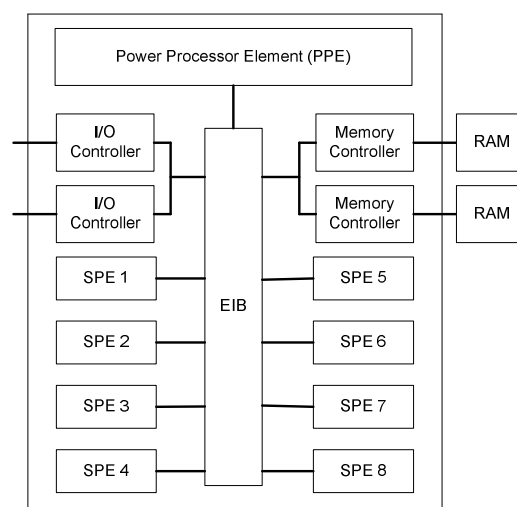 Power Processor Element (PPE)
I/O
Controller
Memory
Controller
RAM
I/O
Controller
Memory
Controller
RAM
SPE 1
SPE 5
EIB
SPE 2
SPE 6
SPE 3
SPE 7
SPE 4
SPE 8